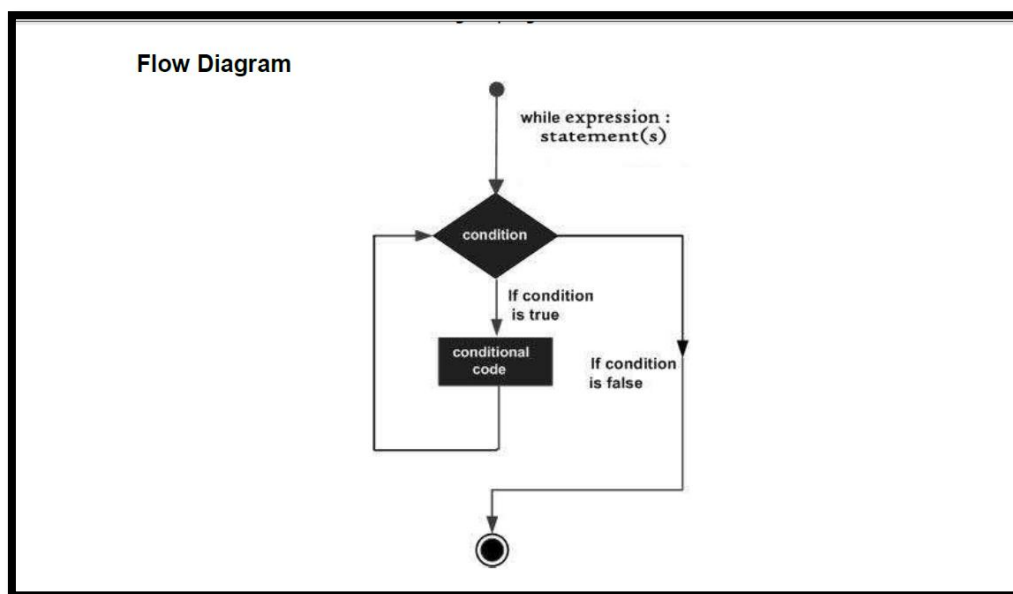 Flow Diagram
while expression :
statement(s)
condition
If condition
is true
conditional
code
If condition
is false